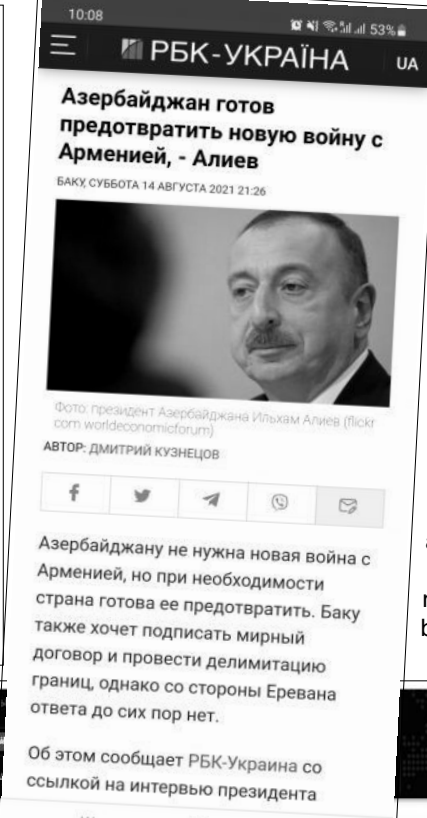 10:08
53%
РБК-УКРАЇНА
UA
Азербайджан готов
предотвратить новую войну с
Арменией, - Алиев
БАКУ, СУББОТА 14 АВГУСТА 2021 21:26
Фото: президент Азербайджана Ильхам Алиев (flickr
com worldeconomicforum)
АВТОР: ДМИТРИЙ КУЗНЕЦОВ
Азербайджану не нужна новая война с
Арменией, но при необходимости
страна готова ее предотвратить. Баку
также хочет подписать мирный
договор и провести делимитацию
границ, однако со стороны Еревана
ответа до сих пор нет.
Об этом сообщает РБК-Украина со
ссылкой на интервью президента